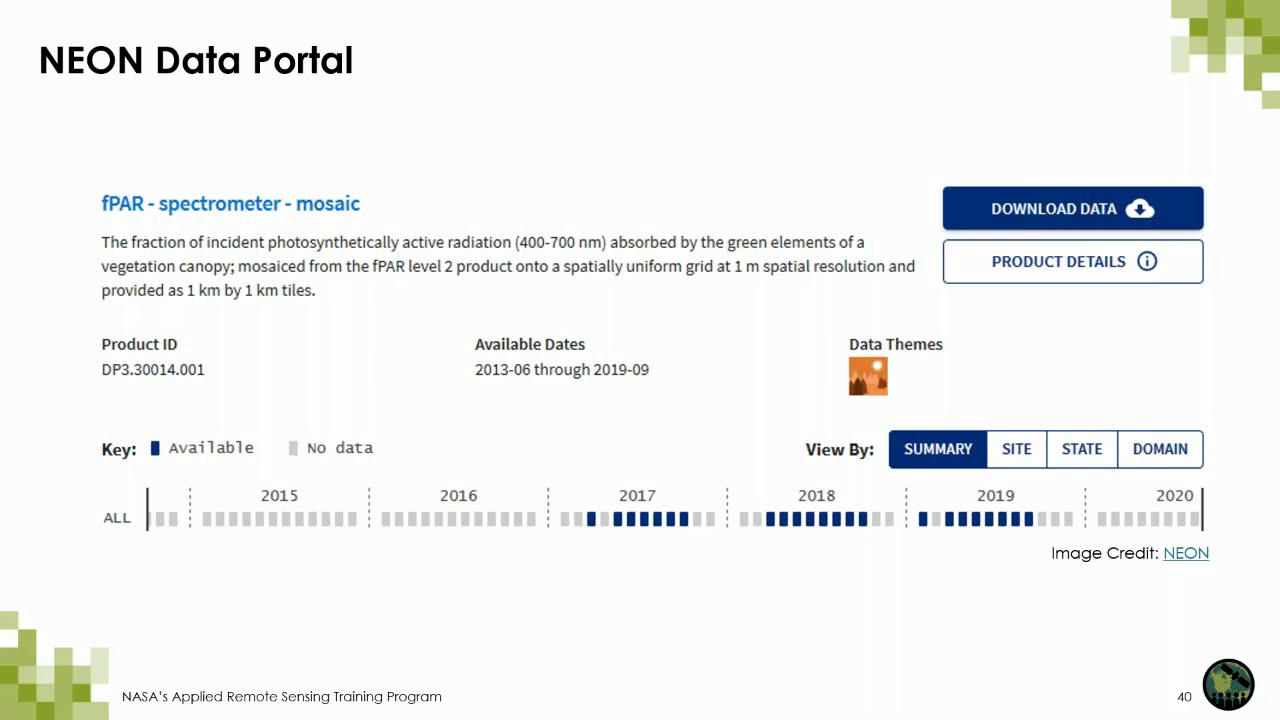 NEON Data Portal
fPAR - spectrometer - mosaic
DOWNLOAD DATA
The fraction of incident photosynthetically active radiation (400-700 nm) absorbed by the green elements of a
vegetation canopy; mosaiced from the fPAR level 2 product onto a spatially uniform grid at 1 m spatial resolution and
provided as 1 km by 1 km tiles.
PRODUCT DETAILS
Product ID
DP3.30014.001
Available Dates
2013-06 through 2019-09
Data Themes
Key: Available No data
View By: SUMMARY SITE STATE DOMAIN
2015 2016 2017 2018 2019 2020
ALL
Image Credit: NEON
NASA's Applied Remote Sensing Training Program
40